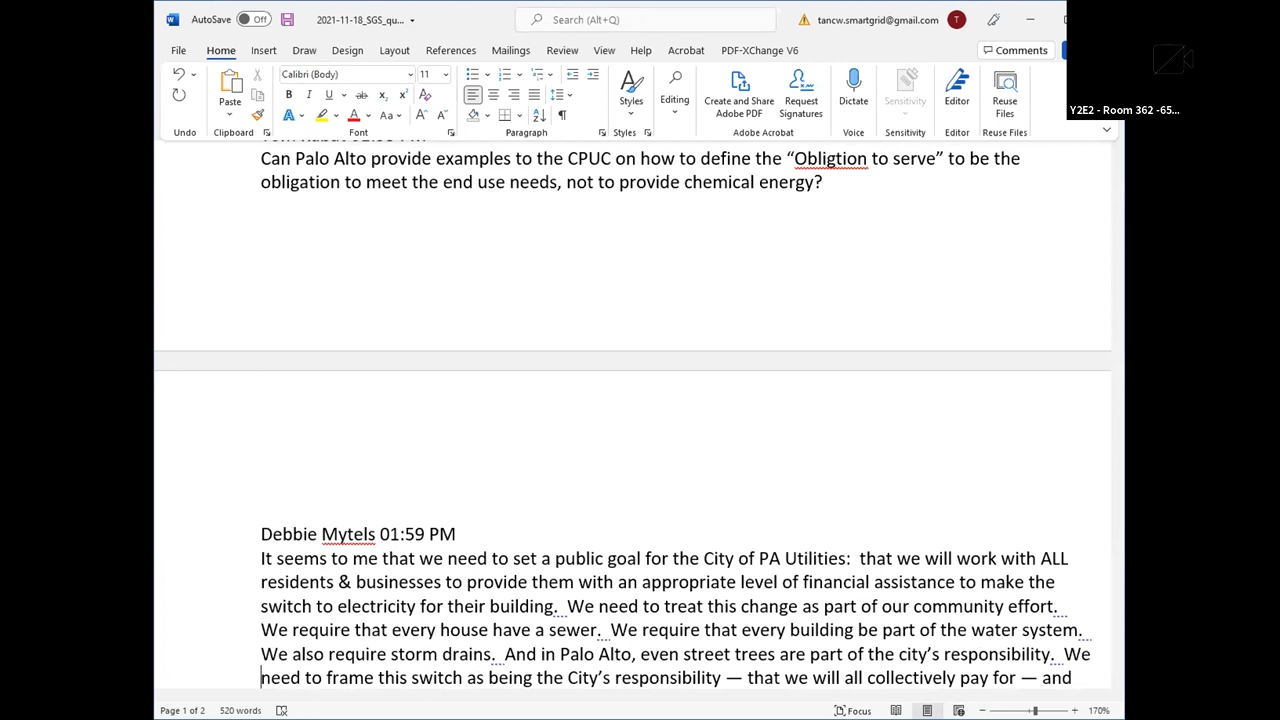 AutoSave Off 2021-11-18_SGS_qu... Search (Alt+Q) tancw.smartgrid@gmail.com T
File Home Insert Draw Design Layout References Mailings Review View Help Acrobat PDF-XChange V6 Comments
Calibri (Body) 11
Paste Styles Editing Create and Share Adobe PDF Request Signatures Dictate Sensitivity Editor Reuse Files
Undo Clipboard Font Paragraph Styles Adobe Acrobat Voice Sensitivity Editor Reuse Files
Y2E2 - Room 362 -65...
Can Palo Alto provide examples to the CPUC on how to define the “Obligtion to serve” to be the
obligation to meet the end use needs, not to provide chemical energy?
Debbie Mytels 01:59 PM
It seems to me that we need to set a public goal for the City of PA Utilities:  that we will work with ALL
residents & businesses to provide them with an appropriate level of financial assistance to make the
switch to electricity for their building.  We need to treat this change as part of our community effort.
We require that every house have a sewer.  We require that every building be part of the water system.
We also require storm drains.  And in Palo Alto, even street trees are part of the city’s responsibility.  We
need to frame this switch as being the City’s responsibility — that we will all collectively pay for — and
Page 1 of 2 520 words Focus 170%